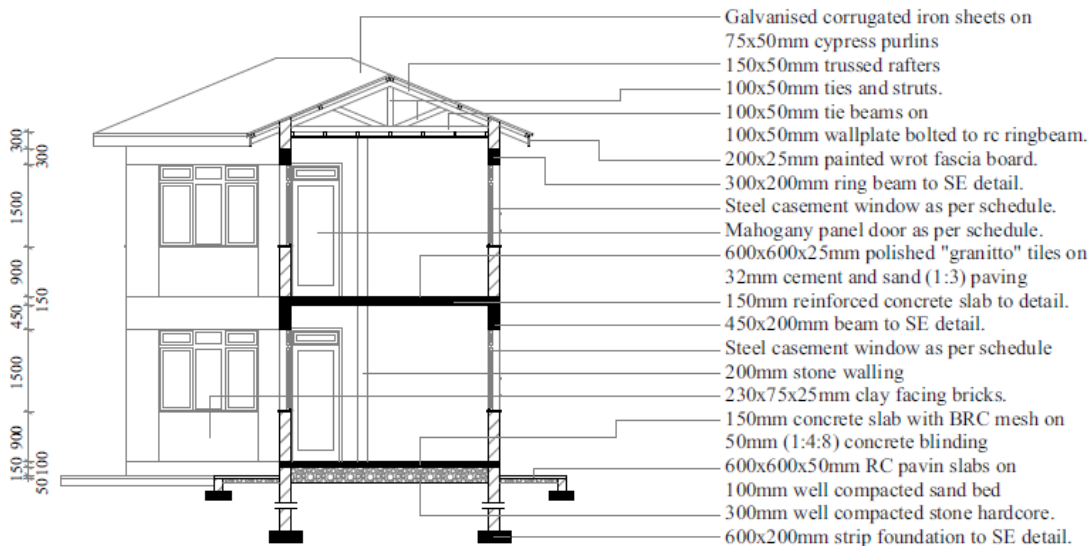 Galvanised corrugated iron sheets on
75x50mm cypress purlins
150x50mm trussed rafters
100x50mm ties and struts.
100x50mm tie beams on
100x50mm wallplate bolted to rc ringbeam.
200x25mm painted wrot fascia board.
300x200mm ring beam to SE detail.
Steel casement window as per schedule.
Mahogany panel door as per schedule.
600x600x25mm polished "granitto" tiles on
32mm cement and sand (1:3) paving
150mm reinforced concrete slab to detail.
450x200mm beam to SE detail.
Steel casement window as per schedule
200mm stone walling
230x75x25mm clay facing bricks.
150mm concrete slab with BRC mesh on
50mm (1:4:8) concrete blinding
600x600x50mm RC pavin slabs on
100mm well compacted sand bed
300mm well compacted stone hardcore.
600x200mm strip foundation to SE detail.
300
300
1500
900
150
450
1500
900
100
150
50